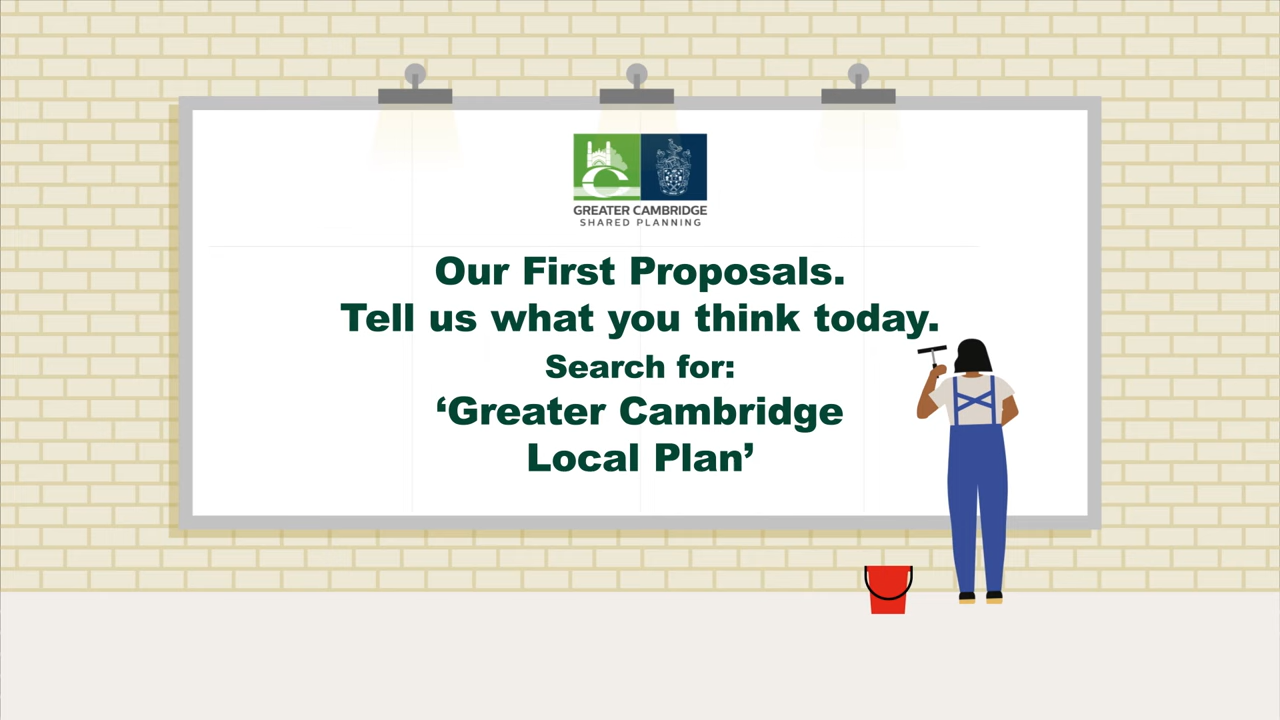 GREATER CAMBRIDGE
SHARED PLANNING
Our First Proposals.
Tell us what you think today.
Search for:
‘Greater Cambridge
Local Plan’